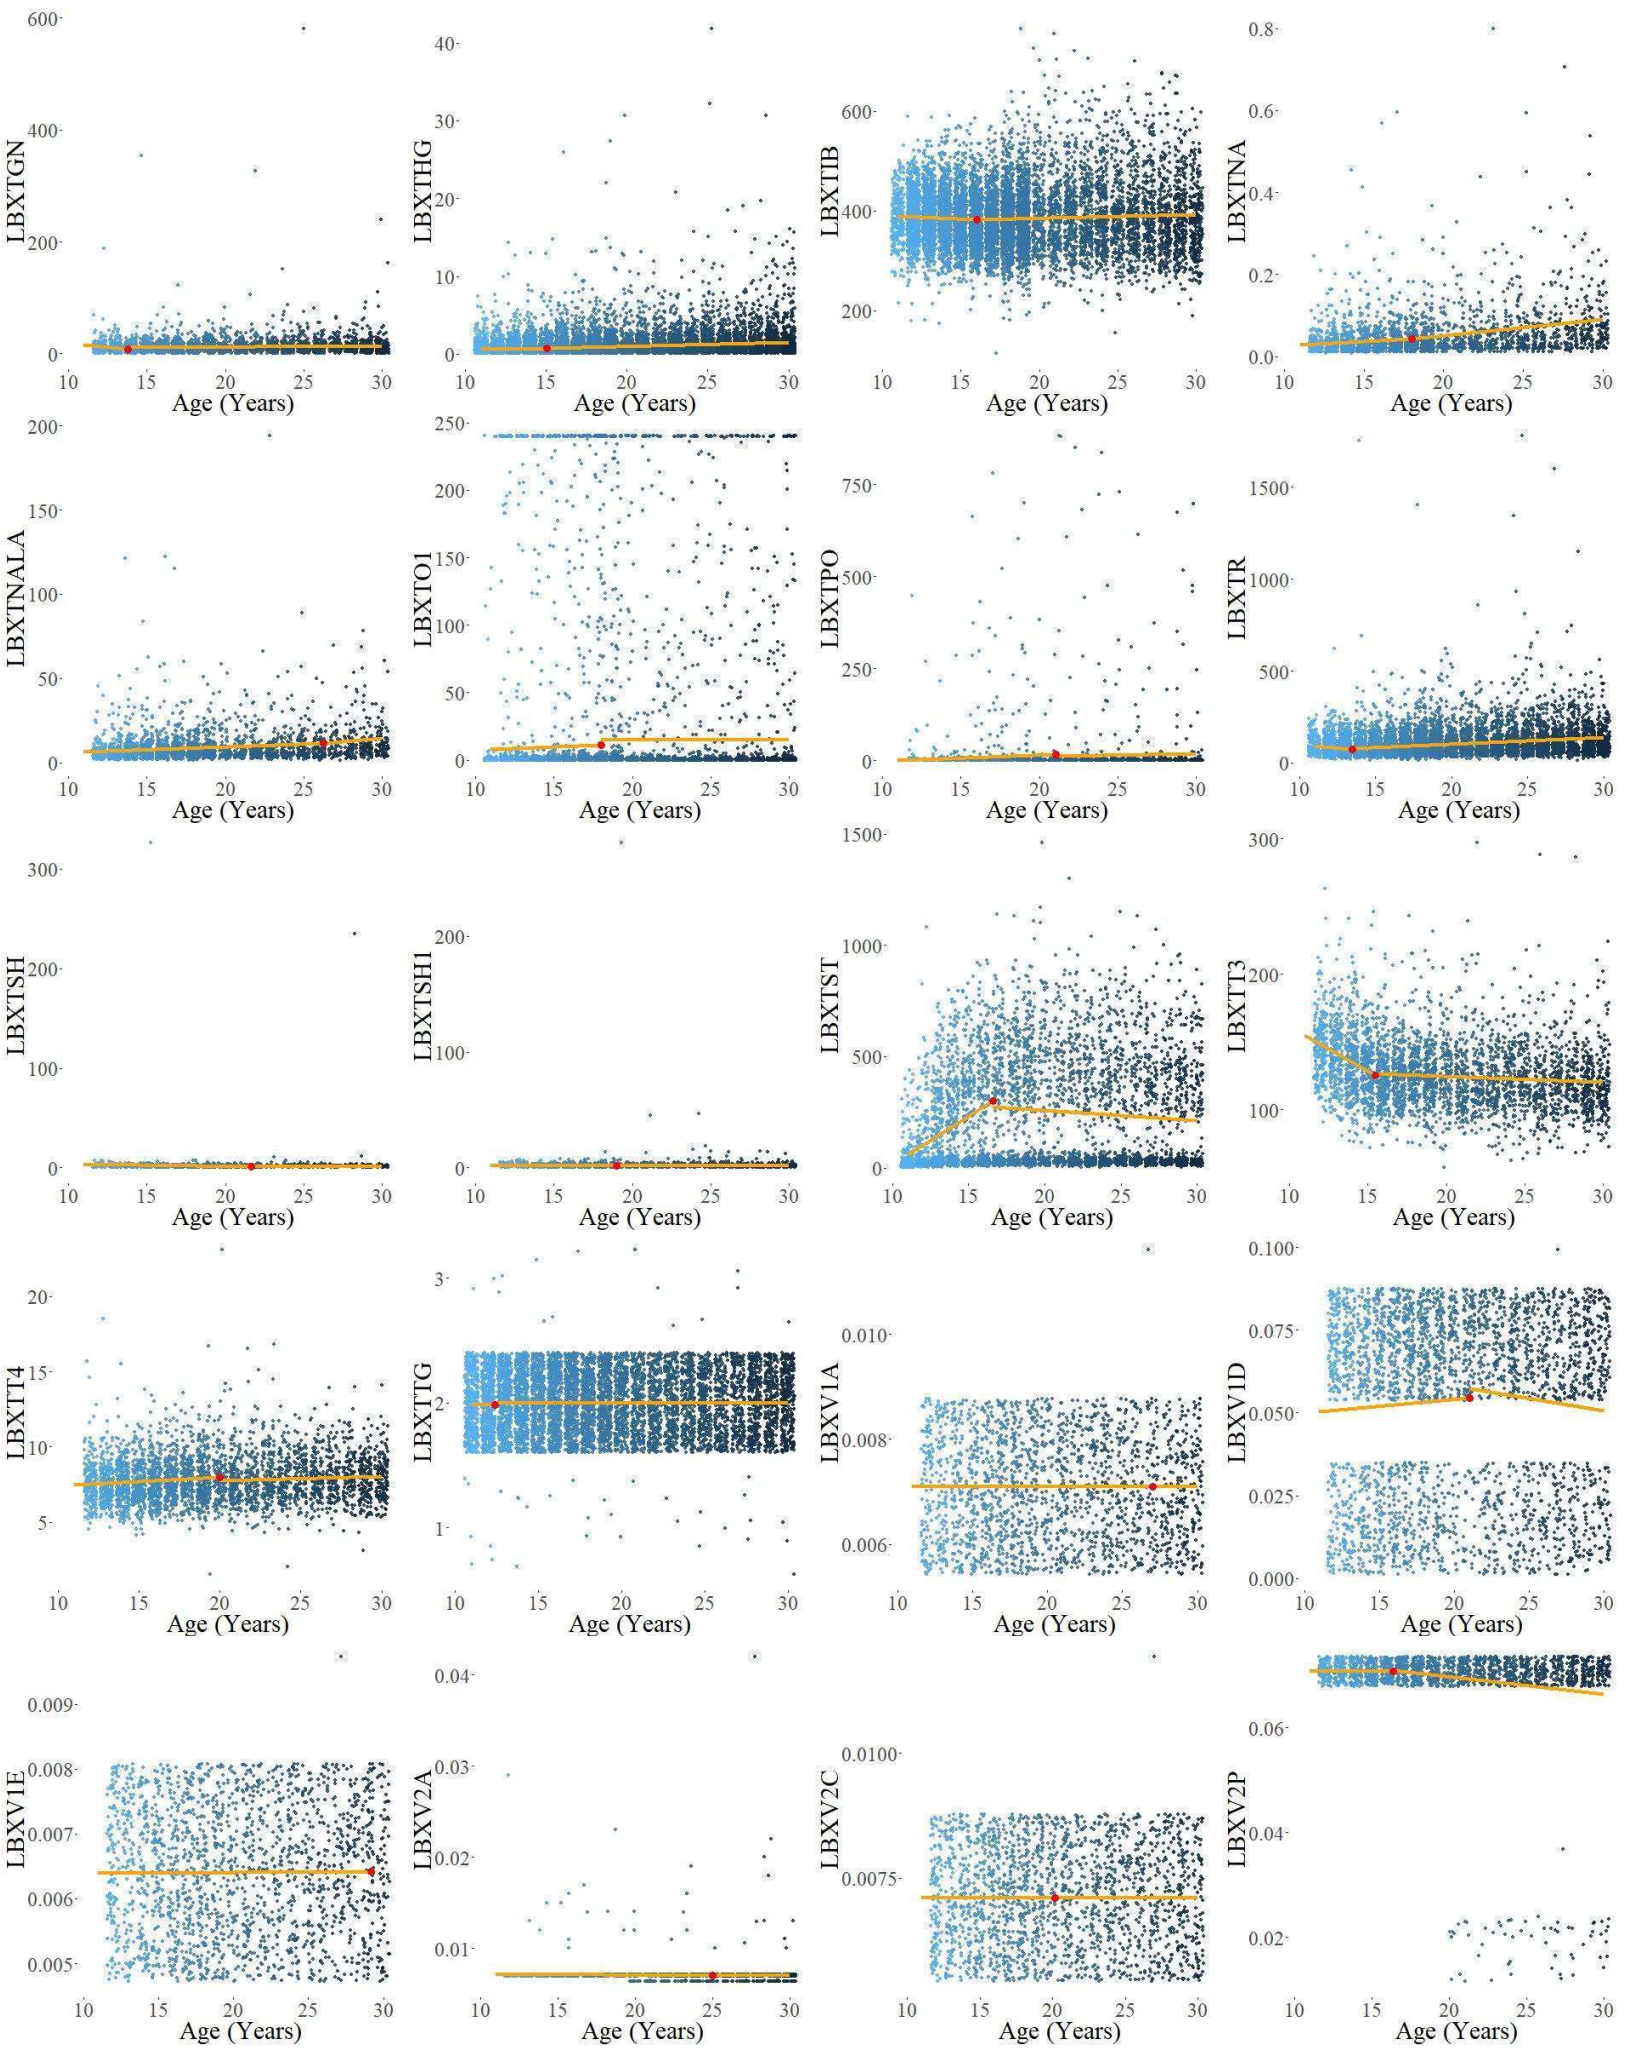 LBXTGN
600
400
200
0
10 15 20 25 30
Age (Years)
LBXTHG
40
30
20
10
0
10 15 20 25 30
Age (Years)
LBXTIB
600
400
200
10 15 20 25 30
Age (Years)
LBXTNA
0.8
0.6
0.4
0.2
0.0
10 15 20 25 30
Age (Years)
LBXTNALA
200
150
100
50
0
10 15 20 25 30
Age (Years)
LBXTO1
250
200
150
100
50
0
10 15 20 25 30
Age (Years)
LBXTPO
750
500
250
0
10 15 20 25 30
Age (Years)
LBXTR
1500
1000
500
0
10 15 20 25 30
Age (Years)
LBXTSH
300
200
100
0
10 15 20 25 30
Age (Years)
LBXTSH1
200
100
0
10 15 20 25 30
Age (Years)
LBXTST
1500
1000
500
0
10 15 20 25 30
Age (Years)
LBXTT3
300
200
100
10 15 20 25 30
Age (Years)
LBXTT4
20
15
10
5
10 15 20 25 30
Age (Years)
LBXTTG
3
2
1
10 15 20 25 30
Age (Years)
LBXV1A
0.010
0.008
0.006
10 15 20 25 30
Age (Years)
LBXV1D
0.100
0.075
0.050
0.025
0.000
10 15 20 25 30
Age (Years)
LBXV1E
0.009
0.008
0.007
0.006
0.005
10 15 20 25 30
Age (Years)
LBXV2A
0.04
0.03
0.02
0.01
10 15 20 25 30
Age (Years)
LBXV2C
0.0100
0.0075
10 15 20 25 30
Age (Years)
LBXV2P
0.06
0.04
0.02
10 15 20 25 30
Age (Years)